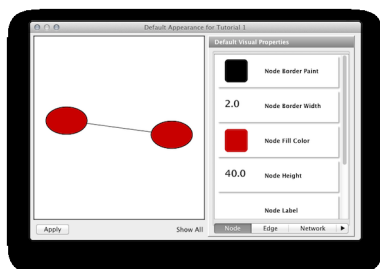 Default Appearance for Tutorial 1
Default Visual Properties
Node Border Paint
2.0 Node Border Width
Node Fill Color
40.0 Node Height
Node Label
Apply
Show All
Node Edge Network